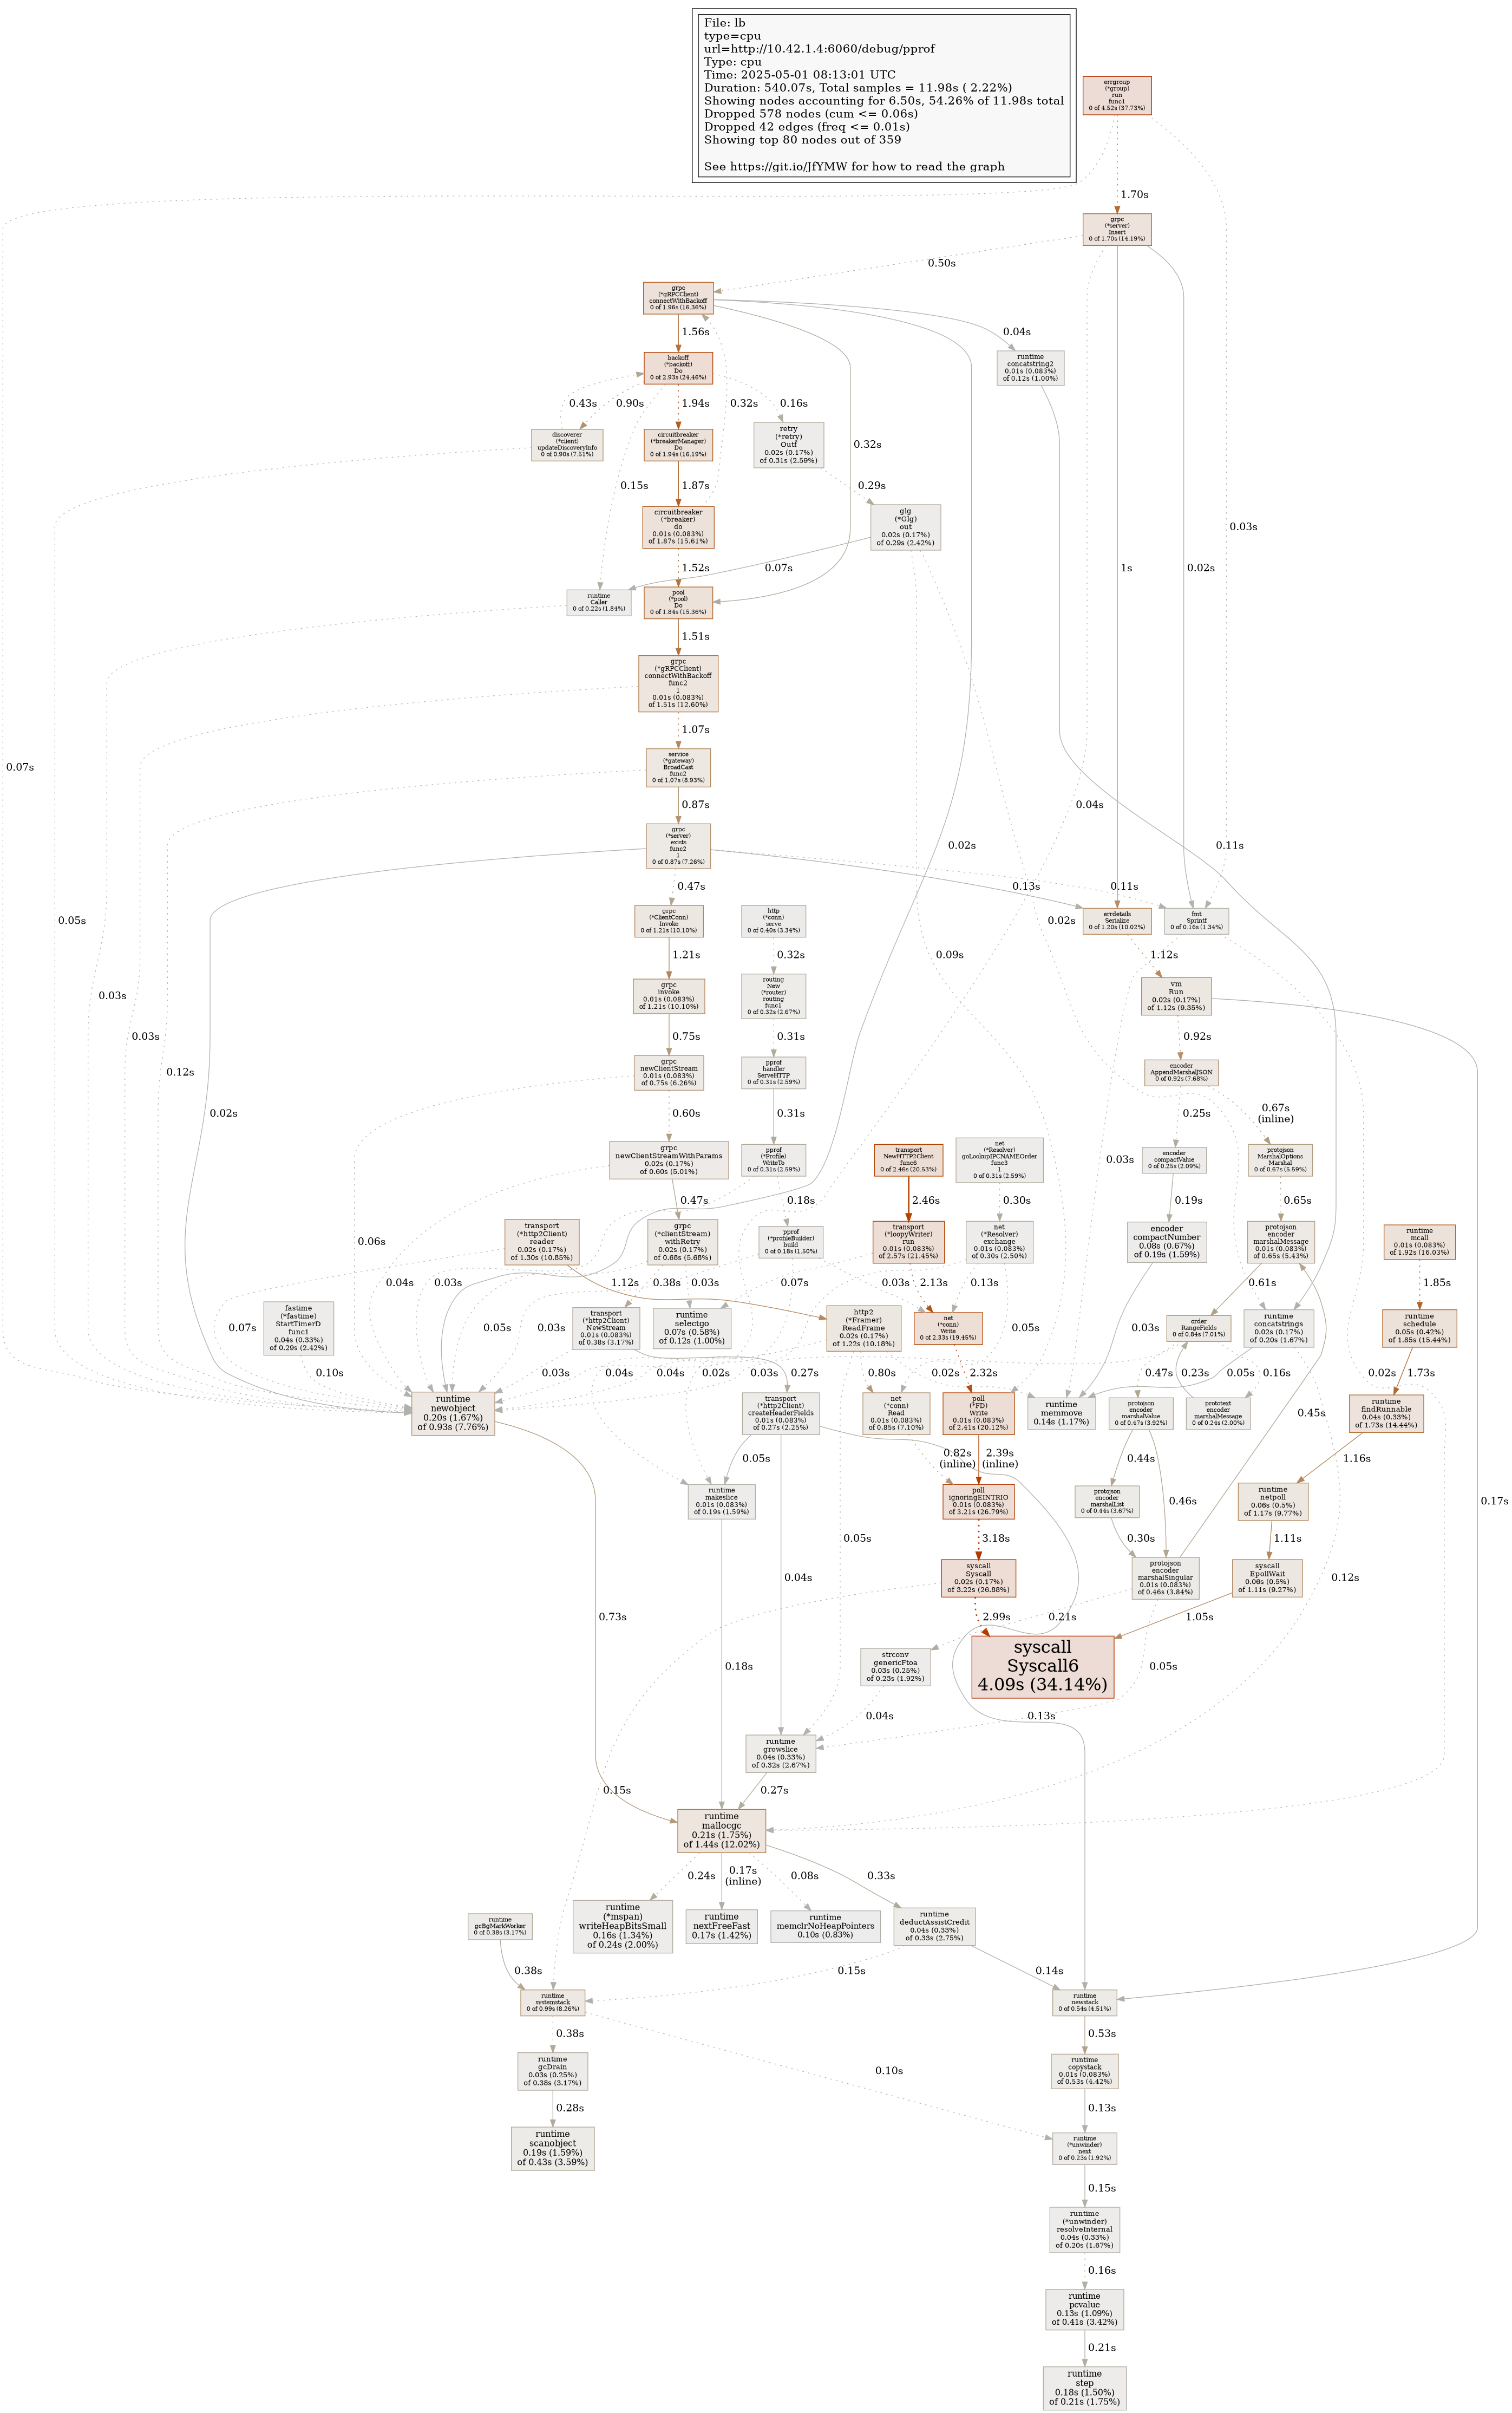 File: lb
type=cpu
url=http://10.42.1.4:6060/debug/pprof
Type: cpu
Time: 2025-05-01 08:13:01 UTC
Duration: 540.07s, Total samples = 11.98s ( 2.22%)
Showing nodes accounting for 6.50s, 54.26% of 11.98s total
Dropped 578 nodes (cum <= 0.06s)
Dropped 42 edges (freq <= 0.01s)
Showing top 80 nodes out of 359
See https://git.io/JfYMW for how to read the graph
errgroup
(*group)
run
func1
0 of 4.52s (37.73%)
1.70s
grpc
(*server)
Insert
0 of 1.70s (14.19%)
0.50s
grpc
(*gRPCClient)
connectWithBackoff
0 of 1.96s (16.36%)
1.56s
0.04s
backoff
(*backoff)
Do
0 of 2.93s (24.46%)
runtime
concatstring2
0.01s (0.083%)
of 0.12s (1.00%)
0.43s
0.90s
1.94s
0.32s
0.16s
discoverer
(*client)
updateDiscoveryInfo
0 of 0.90s (7.51%)
circuitbreaker
(*breakerManager)
Do
0 of 1.94s (16.19%)
retry
(*retry)
Outf
0.02s (0.17%)
of 0.31s (2.59%)
0.32s
0.15s
1.87s
0.29s
circuitbreaker
(*breaker)
do
0.01s (0.083%)
of 1.87s (15.61%)
glg
(*Glg)
out
0.02s (0.17%)
of 0.29s (2.42%)
0.03s
1.52s
0.07s
1s
0.02s
runtime
Caller
0 of 0.22s (1.84%)
pool
(*pool)
Do
0 of 1.84s (15.36%)
1.51s
grpc
(*gRPCClient)
connectWithBackoff
func2
1
0.01s (0.083%)
of 1.51s (12.60%)
1.07s
0.07s
service
(*gateway)
BroadCast
func2
0 of 1.07s (8.93%)
0.87s
0.04s
grpc
(*server)
exists
func2
1
0 of 0.87s (7.26%)
0.02s
0.11s
0.47s
0.13s
0.11s
0.05s
0.02s
grpc
(*ClientConn)
Invoke
0 of 1.21s (10.10%)
http
(*conn)
serve
0 of 0.40s (3.34%)
errdetails
Serialize
0 of 1.20s (10.02%)
fmt
Sprintf
0 of 0.16s (1.34%)
1.21s
0.32s
0.09s
1.12s
0.03s
grpc
invoke
0.01s (0.083%)
of 1.21s (10.10%)
routing
New
(*router)
routing
func1
0 of 0.32s (2.67%)
vm
Run
0.02s (0.17%)
of 1.12s (9.35%)
0.03s
0.75s
0.31s
0.92s
0.12s
grpc
newClientStream
0.01s (0.083%)
of 0.75s (6.26%)
pprof
handler
ServeHTTP
0 of 0.31s (2.59%)
encoder
AppendMarshalJSON
0 of 0.92s (7.68%)
0.02s
0.60s
0.31s
0.25s
0.67s
(inline)
grpc
newClientStreamWithParams
0.02s (0.17%)
of 0.60s (5.01%)
pprof
(*Profile)
WriteTo
0 of 0.31s (2.59%)
transport
NewHTTP2Client
func6
0 of 2.46s (20.53%)
net
(*Resolver)
goLookupIPCNAMEOrder
func3
1
0 of 0.31s (2.59%)
encoder
compactValue
0 of 0.25s (2.09%)
protojson
MarshalOptions
Marshal
0 of 0.67s (5.59%)
0.03s
0.47s
0.18s
2.46s
0.30s
0.19s
0.65s
transport
(*http2Client)
reader
0.02s (0.17%)
of 1.30s (10.85%)
grpc
(*clientStream)
withRetry
0.02s (0.17%)
of 0.68s (5.68%)
pprof
(*profileBuilder)
build
0 of 0.18s (1.50%)
transport
(*loopyWriter)
run
0.01s (0.083%)
of 2.57s (21.45%)
net
(*Resolver)
exchange
0.01s (0.083%)
of 0.30s (2.50%)
encoder
compactNumber
0.08s (0.67%)
of 0.19s (1.59%)
protojson
encoder
marshalMessage
0.01s (0.083%)
of 0.65s (5.43%)
runtime
mcall
0.01s (0.083%)
of 1.92s (16.03%)
0.06s
0.04s
0.03s
1.12s
0.38s
0.03s
0.07s
0.03s
2.13s
0.13s
0.61s
1.85s
fastime
(*fastime)
StartTimerD
func1
0.04s (0.33%)
of 0.29s (2.42%)
transport
(*http2Client)
NewStream
0.01s (0.083%)
of 0.38s (3.17%)
runtime
selectgo
0.07s (0.58%)
of 0.12s (1.00%)
http2
(*Framer)
ReadFrame
0.02s (0.17%)
of 1.22s (10.18%)
net
(*conn)
Write
0 of 2.33s (19.45%)
order
RangeFields
0 of 0.84s (7.01%)
runtime
concatstrings
0.02s (0.17%)
of 0.20s (1.67%)
runtime
schedule
0.05s (0.42%)
of 1.85s (15.44%)
0.07s
0.05s
0.03s
0.05s
0.03s
0.10s
0.03s
0.04s
0.04s
0.02s
0.03s
0.27s
0.80s
0.02s
2.32s
0.47s
0.23s
0.05s
0.16s
0.02s
1.73s
runtime
newobject
0.20s (1.67%)
of 0.93s (7.76%)
transport
(*http2Client)
createHeaderFields
0.01s (0.083%)
of 0.27s (2.25%)
net
(*conn)
Read
0.01s (0.083%)
of 0.85s (7.10%)
poll
(*FD)
Write
0.01s (0.083%)
of 2.41s (20.12%)
runtime
memmove
0.14s (1.17%)
protojson
encoder
marshalValue
0 of 0.47s (3.92%)
prototext
encoder
marshalMessage
0 of 0.24s (2.00%)
runtime
findRunnable
0.04s (0.33%)
of 1.73s (14.44%)
0.45s
0.05s
0.82s
(inline)
2.39s
(inline)
0.44s
1.16s
runtime
makeslice
0.01s (0.083%)
of 0.19s (1.59%)
poll
ignoringEINTRIO
0.01s (0.083%)
of 3.21s (26.79%)
protojson
encoder
marshalList
0 of 0.44s (3.67%)
0.46s
runtime
netpoll
0.06s (0.5%)
of 1.17s (9.77%)
0.17s
0.05s
3.18s
0.30s
1.11s
0.04s
syscall
Syscall
0.02s (0.17%)
of 3.22s (26.88%)
protojson
encoder
marshalSingular
0.01s (0.083%)
of 0.46s (3.84%)
0.12s
syscall
EpollWait
0.06s (0.5%)
of 1.11s (9.27%)
0.73s
2.99s
0.21s
1.05s
0.18s
strconv
genericFtoa
0.03s (0.25%)
of 0.23s (1.92%)
syscall
Syscall6
4.09s (34.14%)
0.05s
0.04s
0.13s
runtime
growslice
0.04s (0.33%)
of 0.32s (2.67%)
0.15s
0.27s
runtime
mallocgc
0.21s (1.75%)
of 1.44s (12.02%)
0.24s
0.17s
(inline)
0.08s
0.33s
runtime
gcBgMarkWorker
0 of 0.38s (3.17%)
runtime
(*mspan)
writeHeapBitsSmall
0.16s (1.34%)
of 0.24s (2.00%)
runtime
nextFreeFast
0.17s (1.42%)
runtime
memclrNoHeapPointers
0.10s (0.83%)
runtime
deductAssistCredit
0.04s (0.33%)
of 0.33s (2.75%)
0.38s
0.15s
0.14s
runtime
systemstack
0 of 0.99s (8.26%)
runtime
newstack
0 of 0.54s (4.51%)
0.38s
0.53s
runtime
gcDrain
0.03s (0.25%)
of 0.38s (3.17%)
0.10s
runtime
copystack
0.01s (0.083%)
of 0.53s (4.42%)
0.28s
0.13s
runtime
scanobject
0.19s (1.59%)
of 0.43s (3.59%)
runtime
(*unwinder)
next
0 of 0.23s (1.92%)
0.15s
runtime
(*unwinder)
resolveInternal
0.04s (0.33%)
of 0.20s (1.67%)
0.16s
runtime
pcvalue
0.13s (1.09%)
of 0.41s (3.42%)
0.21s
runtime
step
0.18s (1.50%)
of 0.21s (1.75%)